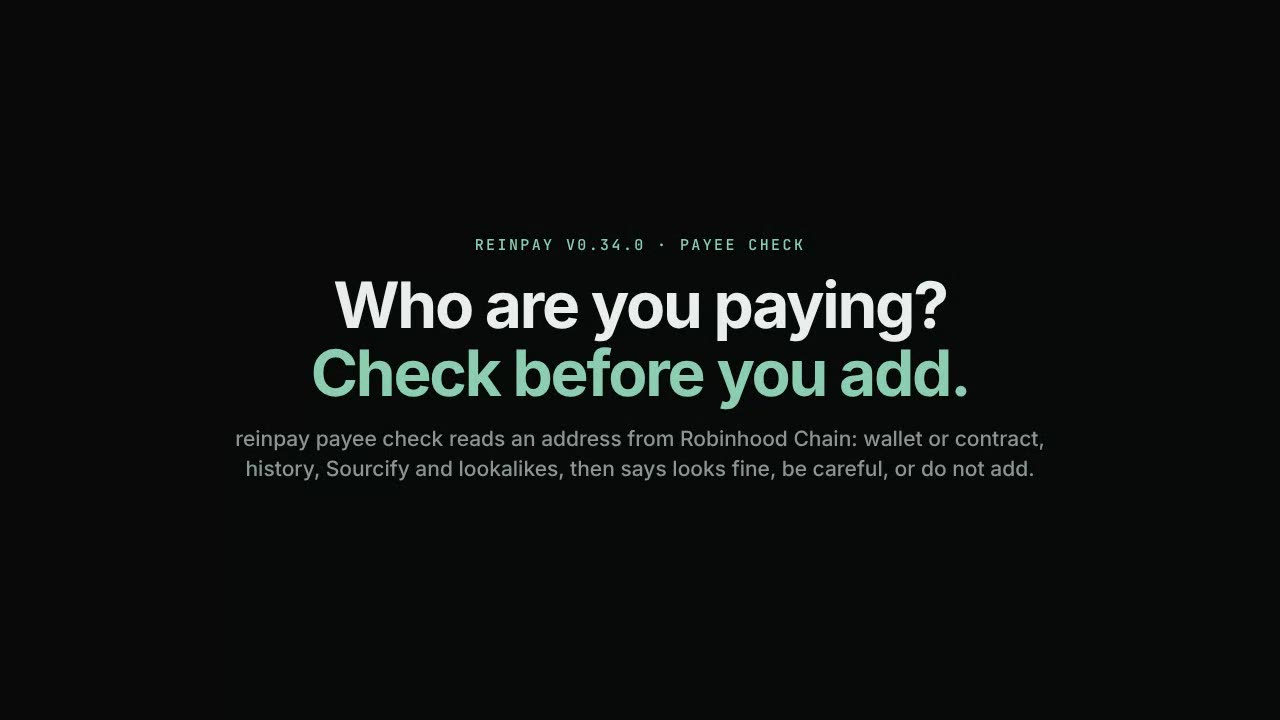 REINPAY V0.34.0 · PAYEE CHECK
Who are you paying?
Check before you add.
reinpay payee check reads an address from Robinhood Chain: wallet or contract,
history, Sourcify and lookalikes, then says looks fine, be careful, or do not add.